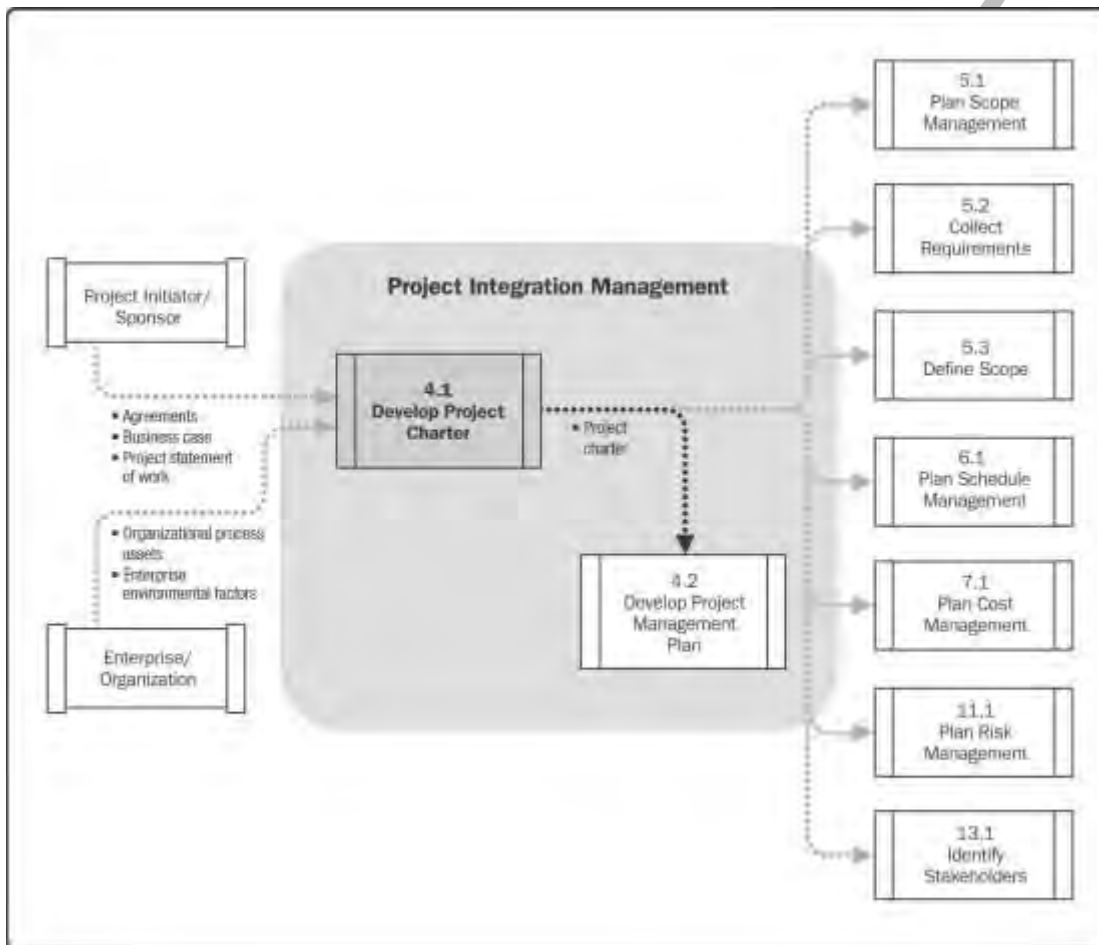 Project Initiator/
Sponsor
• Agreements
• Business case
• Project statement
of work
• Organizational process
assets
• Enterprise
environmental factors
Enterprise/
Organization
Project Integration Management
4.1
Develop Project
Charter
• Project
charter
4.2
Develop Project
Management
Plan
5.1
Plan Scope
Management
5.2
Collect
Requirements
5.3
Define Scope
6.1
Plan Schedule
Management
7.1
Plan Cost
Management
11.1
Plan Risk
Management
13.1
Identify
Stakeholders